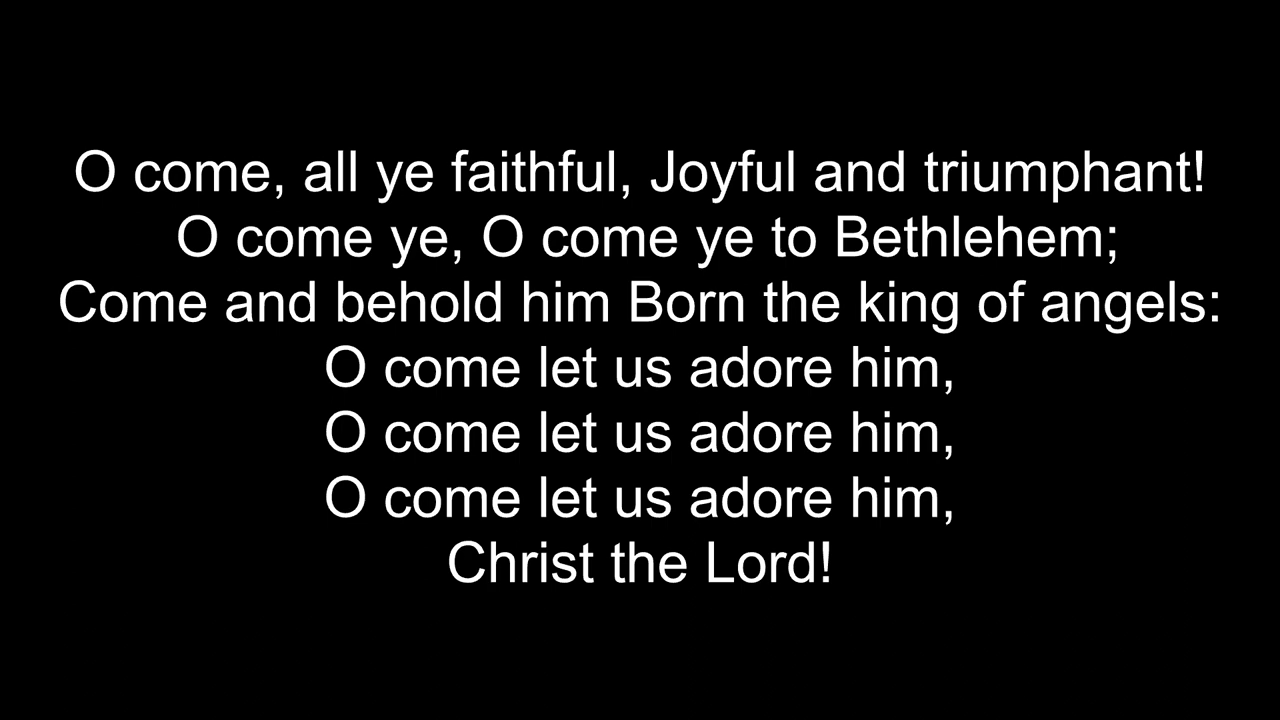 O come, all ye faithful, Joyful and triumphant!
O come ye, O come ye to Bethlehem;
Come and behold him Born the king of angels:
O come let us adore him,
O come let us adore him,
O come let us adore him,
Christ the Lord!